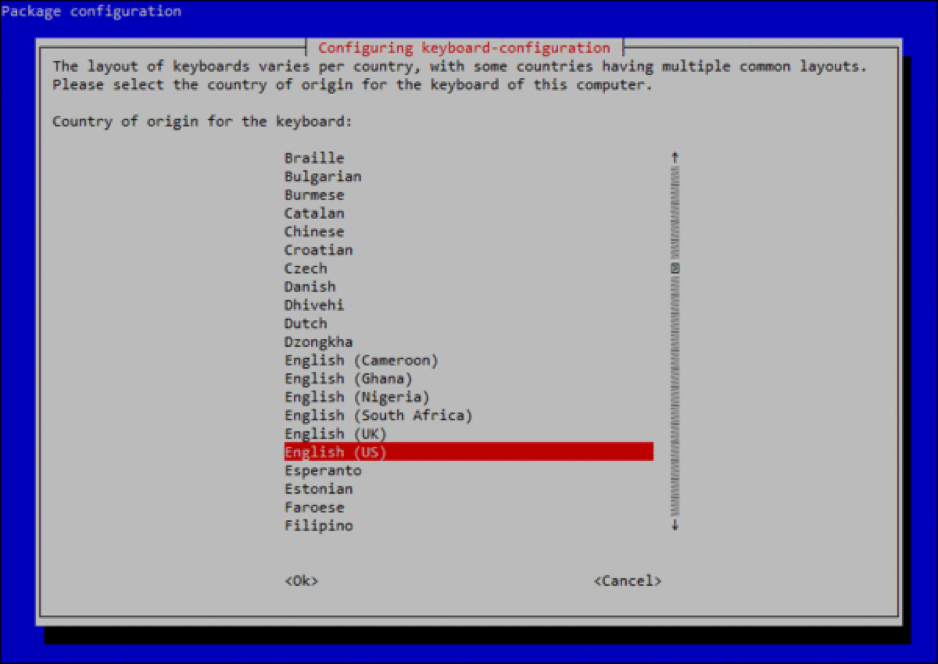 Package configuration
Configuring keyboard-configuration
The layout of keyboards varies per country, with some countries having multiple common layouts.
Please select the country of origin for the keyboard of this computer.
Country of origin for the keyboard:
Braille
Bulgarian
Burmese
Catalan
Chinese
Croatian
Czech
Danish
Dhivehi
Dutch
Dzongkha
English (Cameroon)
English (Ghana)
English (Nigeria)
English (South Africa)
English (UK)
English (US)
Esperanto
Estonian
Faroese
Filipino
<Ok> <Cancel>